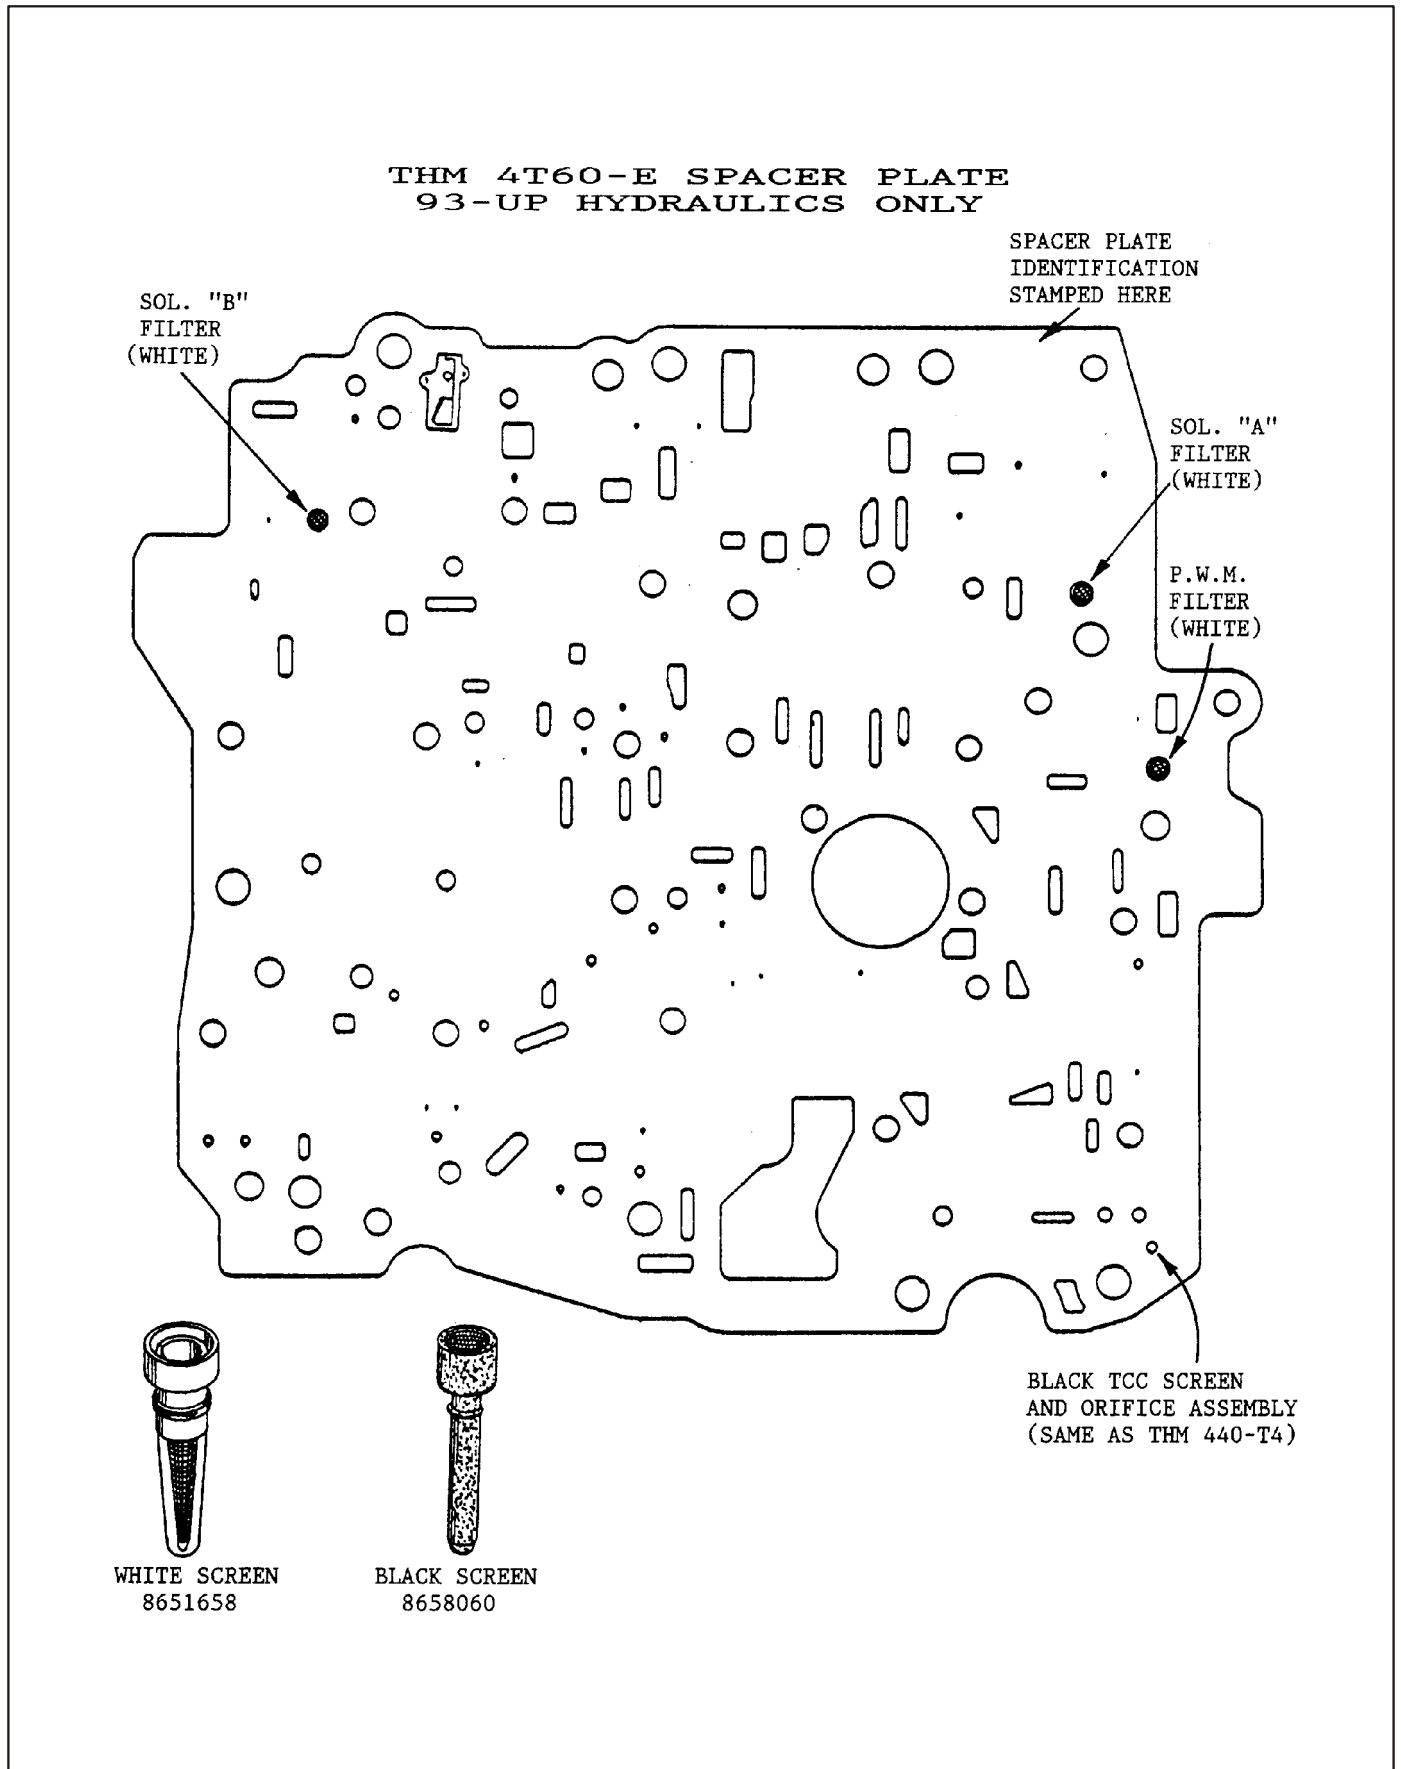 THM 4T60-E SPACER PLATE
93-UP HYDRAULICS ONLY
SPACER PLATE
IDENTIFICATION
STAMPED HERE
SOL. "B"
FILTER
(WHITE)
SOL. "A"
FILTER
(WHITE)
P.W.M.
FILTER
(WHITE)
BLACK TCC SCREEN
AND ORIFICE ASSEMBLY
(SAME AS THM 440-T4)
WHITE SCREEN
8651658
BLACK SCREEN
8658060